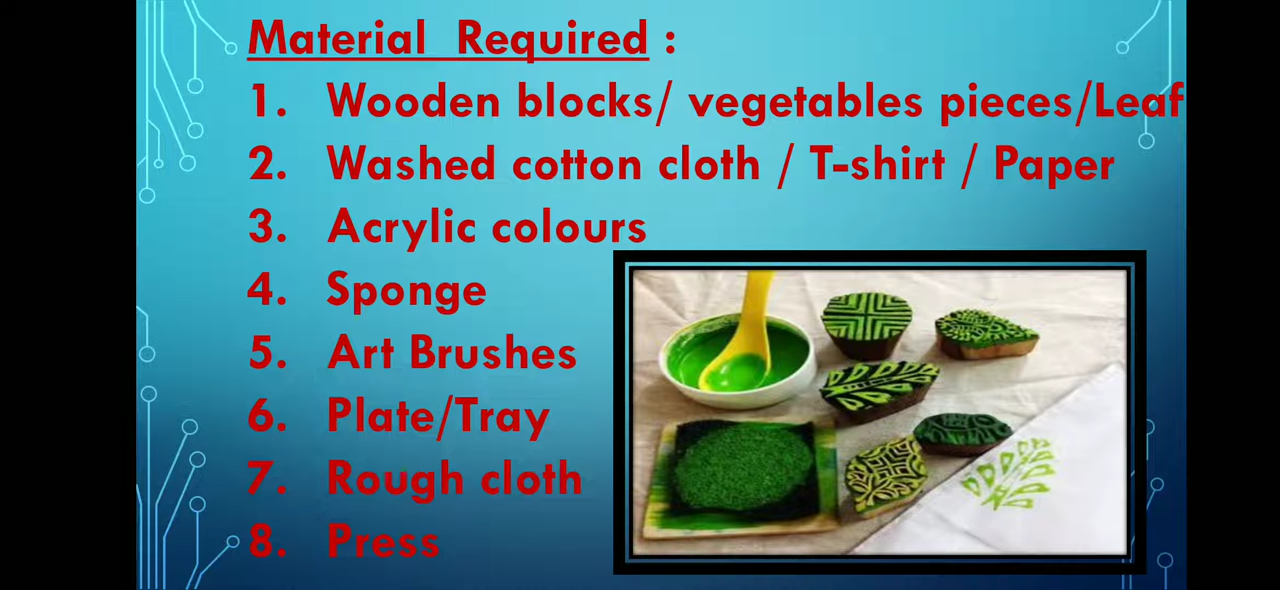 Material Required :
1. Wooden blocks/ vegetables pieces/Leaf
2. Washed cotton cloth / T-shirt / Paper
3. Acrylic colours
4. Sponge
5. Art Brushes
6. Plate/Tray
7. Rough cloth
8. Press